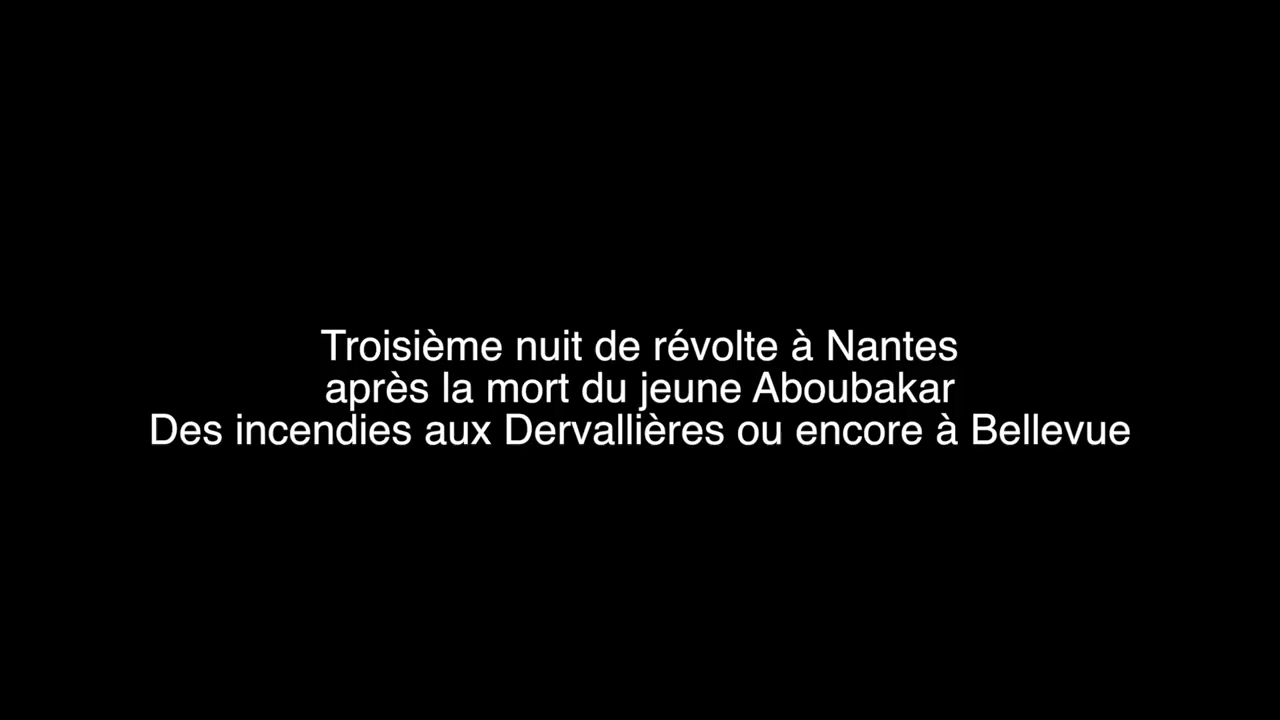 Troisième nuit de révolte à Nantes
après la mort du jeune Aboubakar
Des incendies aux Dervallières ou encore à Bellevue